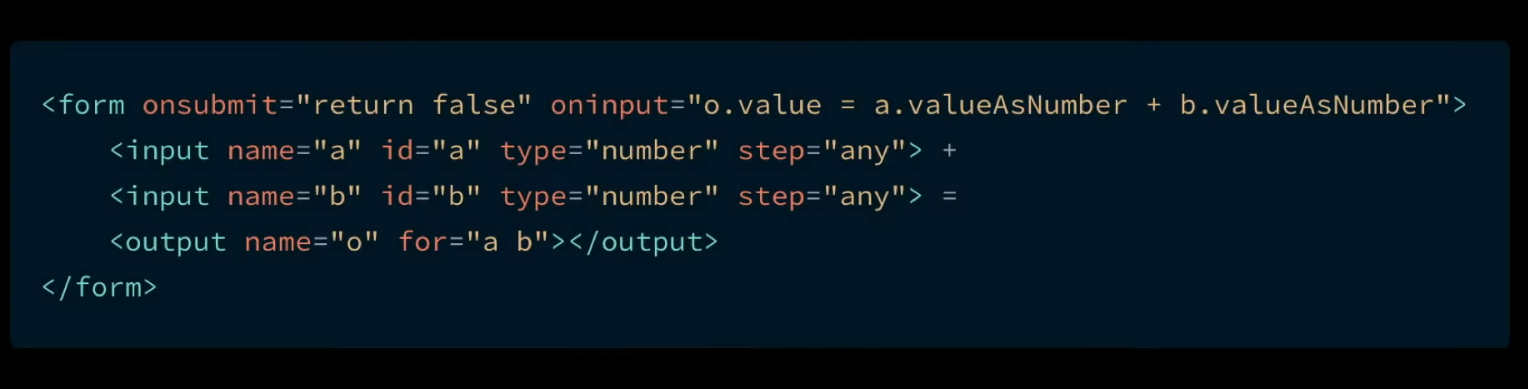 <form onsubmit="return false" oninput="o.value = a.valueAsNumber + b.valueAsNumber">
    <input name="a" id="a" type="number" step="any"> +
    <input name="b" id="b" type="number" step="any"> =
    <output name="o" for="a b"></output>
</form>